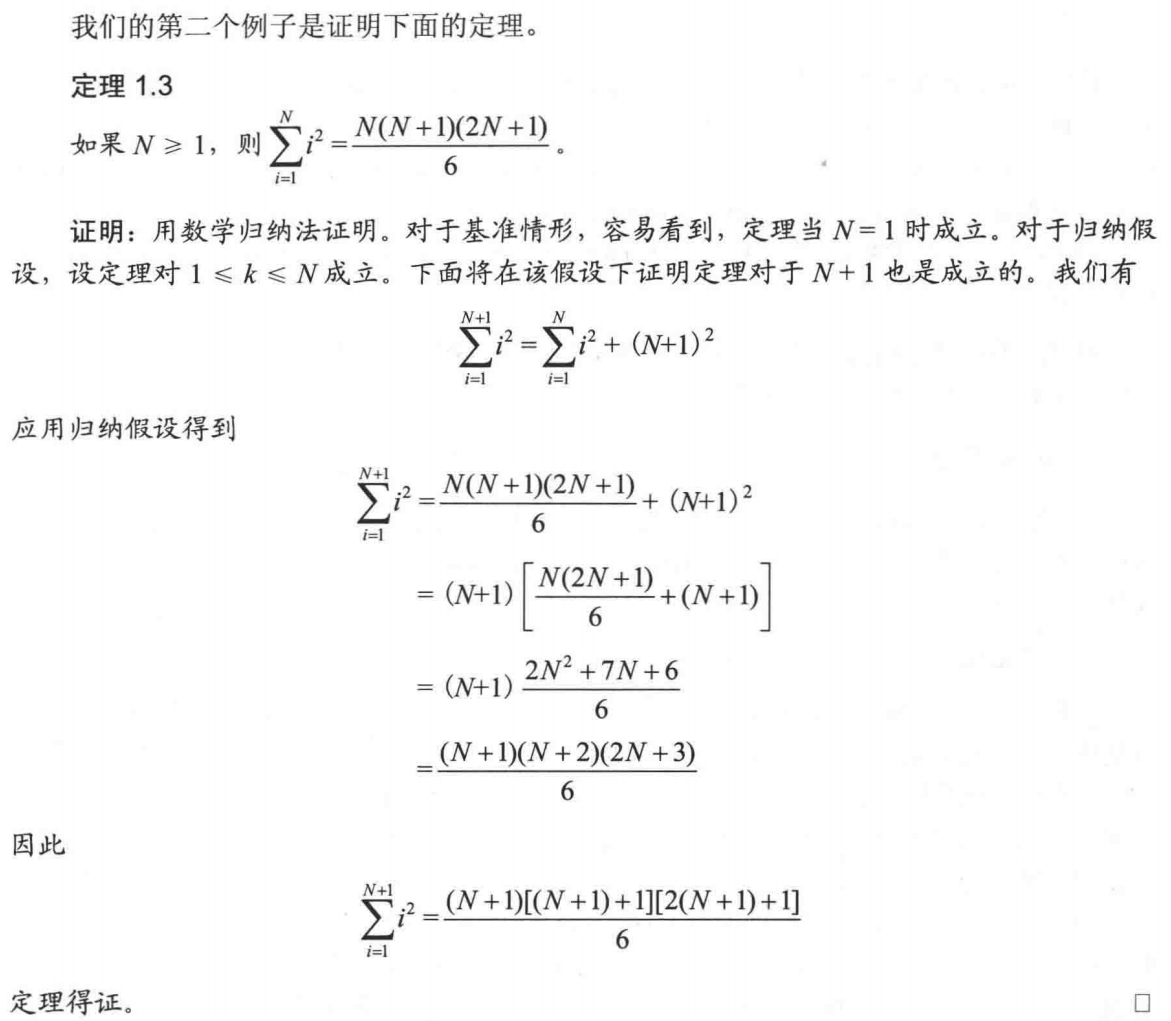 我们的第二个例子是证明下面的定理。
定理 1.3
如果 N ≥ 1，则 \sum_{i=1}^{N} i^2 = \frac{N(N+1)(2N+1)}{6}。
证明：用数学归纳法证明。对于基准情形，容易看到，定理当 N = 1 时成立。对于归纳假
设，设定理对 1 ≤ k ≤ N 成立。下面将在该假设下证明定理对于 N + 1 也是成立的。我们有
\sum_{i=1}^{N+1} i^2 = \sum_{i=1}^{N} i^2 + (N+1)^2
应用归纳假设得到
\sum_{i=1}^{N+1} i^2 = \frac{N(N+1)(2N+1)}{6} + (N+1)^2
= (N+1) \left[ \frac{N(2N+1)}{6} + (N+1) \right]
= (N+1) \frac{2N^2+7N+6}{6}
= \frac{(N+1)(N+2)(2N+3)}{6}
因此
\sum_{i=1}^{N+1} i^2 = \frac{(N+1)[(N+1)+1][2(N+1)+1]}{6}
定理得证。 □